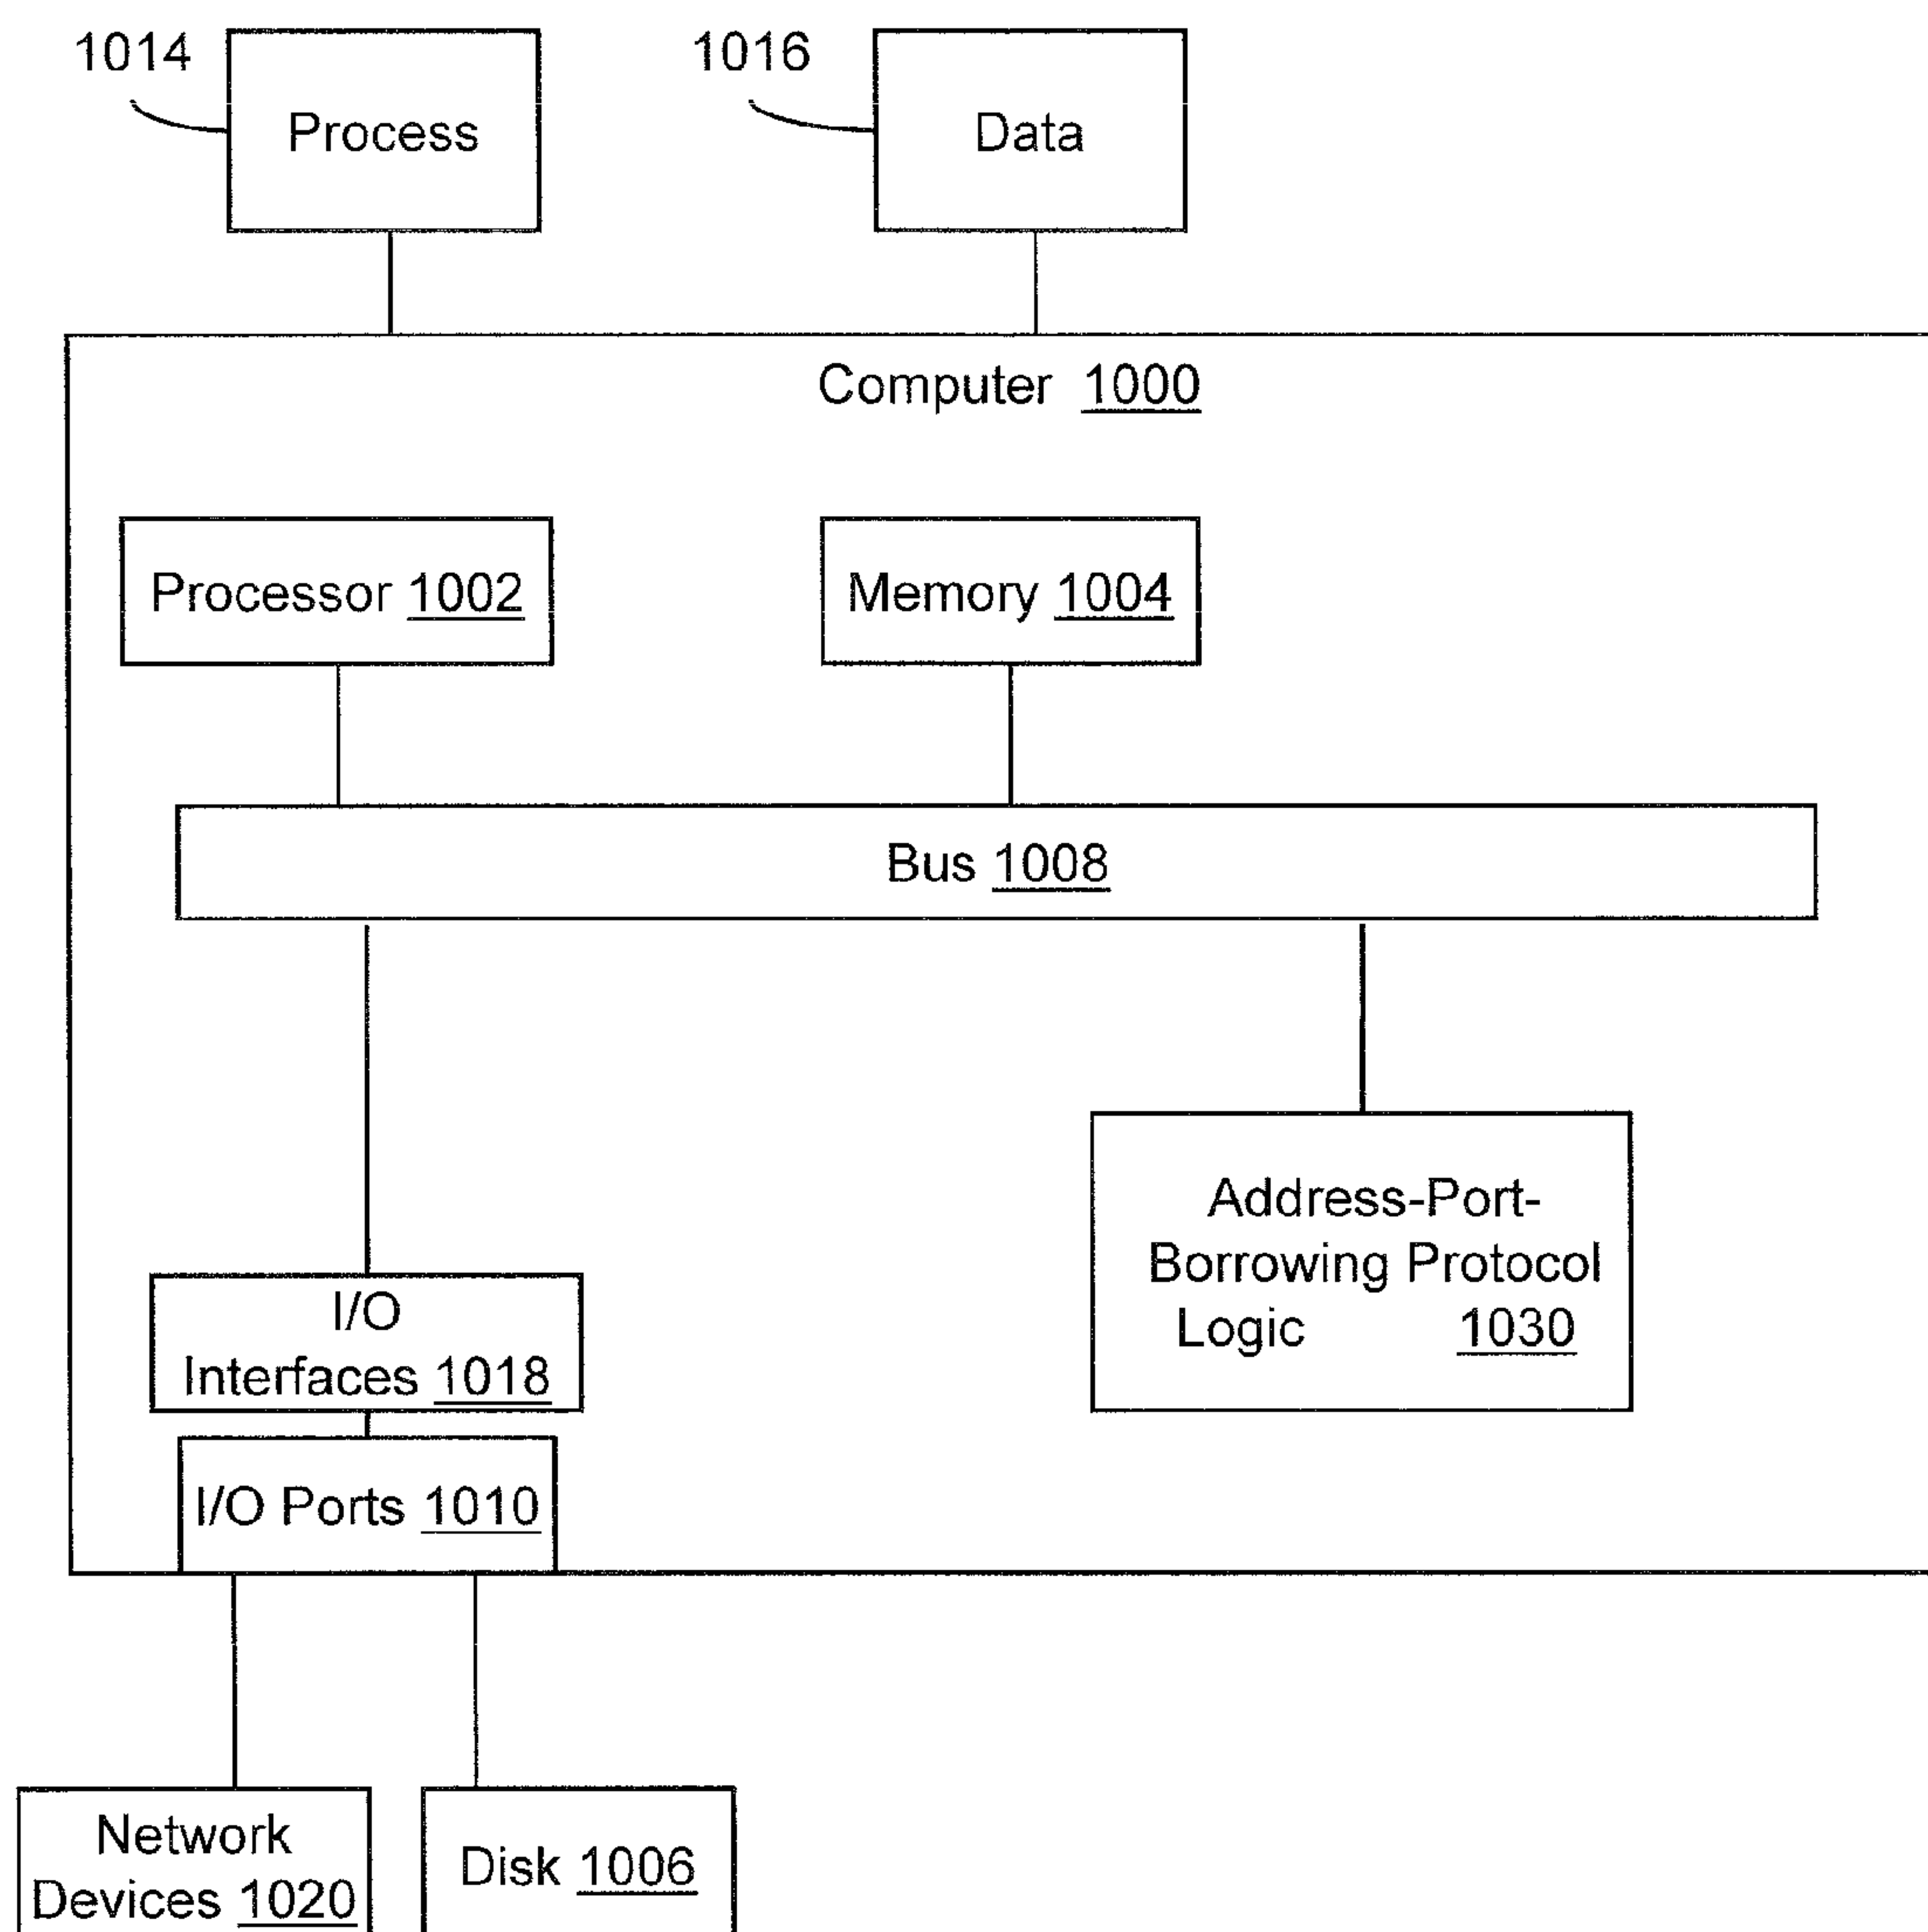 1014
Process
1016
Data
Computer 1000
Processor 1002
Memory 1004
Bus 1008
Address-Port-
Borrowing Protocol
Logic 1030
I/O
Interfaces 1018
I/O Ports 1010
Network
Devices 1020
Disk 1006